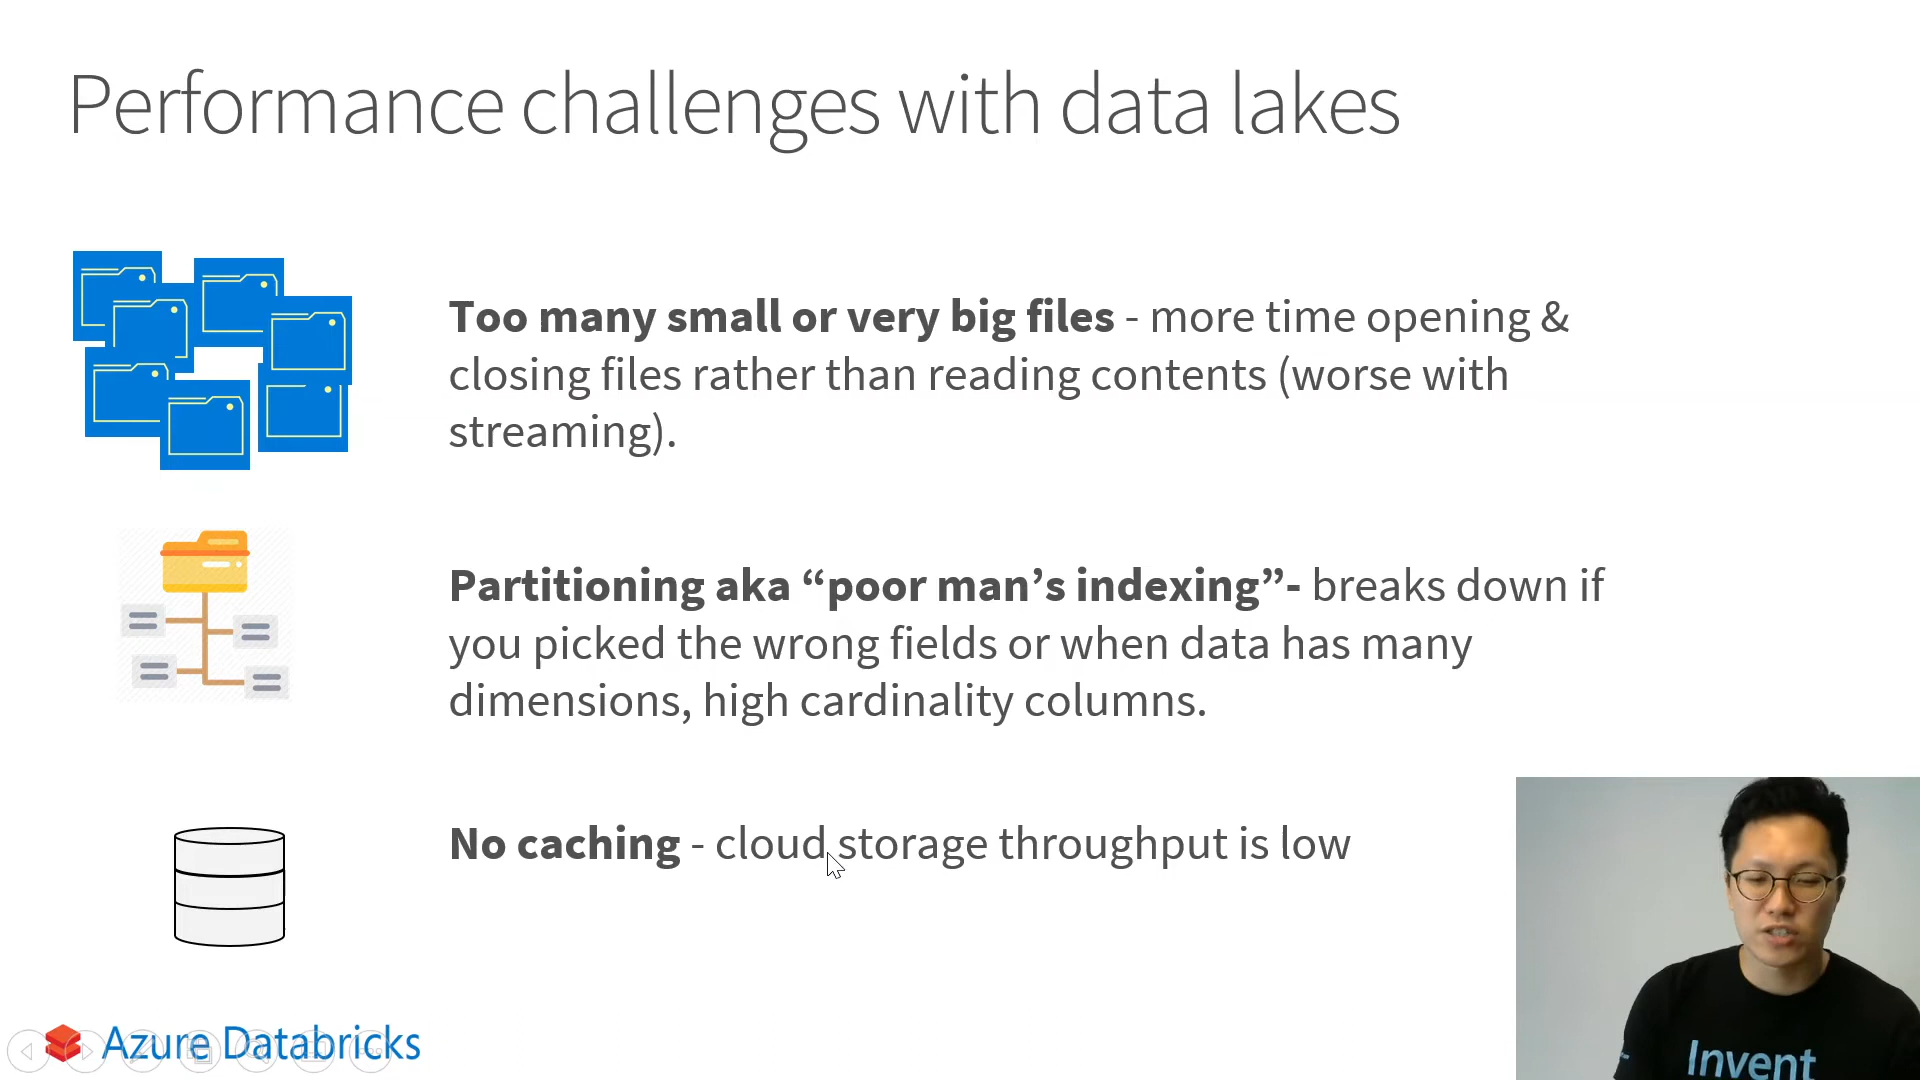 Performance challenges with data lakes
Too many small or very big files - more time opening &
closing files rather than reading contents (worse with
streaming).
Partitioning aka “poor man’s indexing”- breaks down if
you picked the wrong fields or when data has many
dimensions, high cardinality columns.
No caching - cloud storage throughput is low
Azure Databricks
Invent